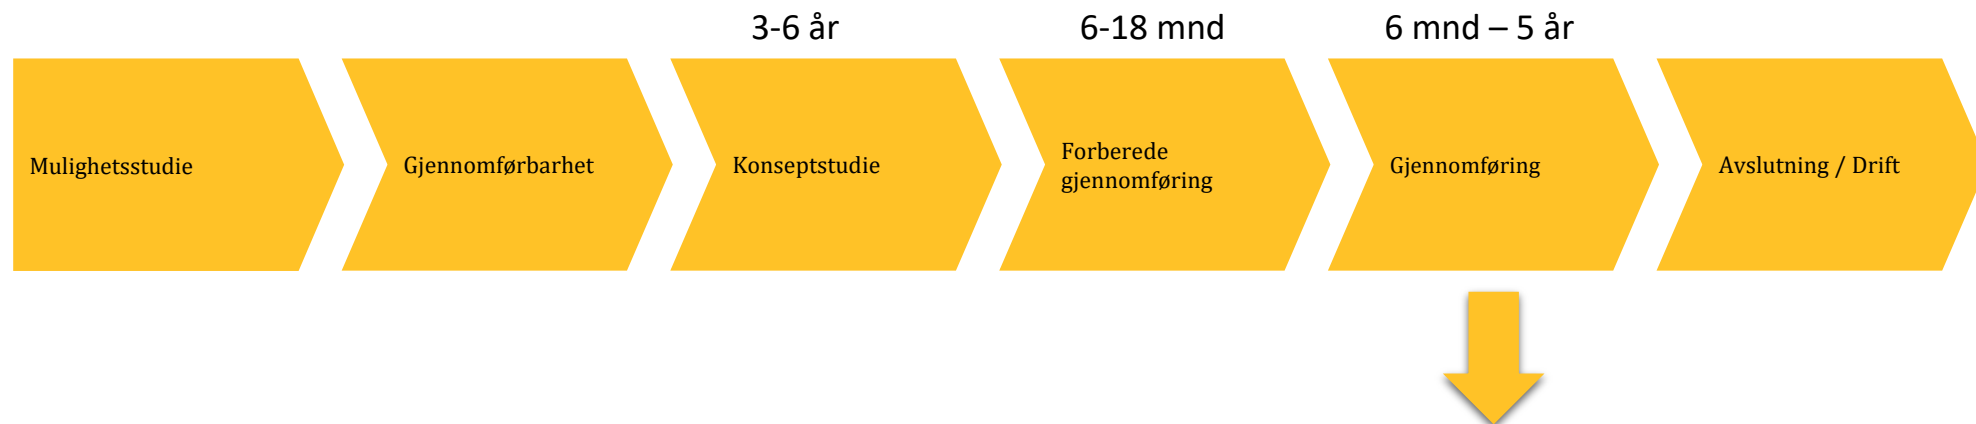 3-6 år
6-18 mnd
6 mnd – 5 år
Mulighetsstudie
Gjennomførbarhet
Konseptstudie
Forberede
gjennomføring
Gjennomføring
Avslutning / Drift